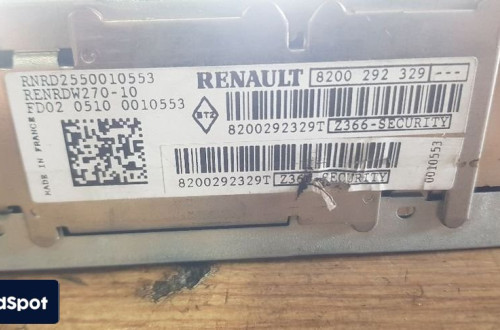 RNRD2550010553
RENRDW270-10
FD02 0510 0010553
RENAULT 8200 292 329 ---
BTZ
8200292329T Z366-SECURITY
MADE IN FRANCE
8200292329T Z366-SECURITY
0010553
dSpot